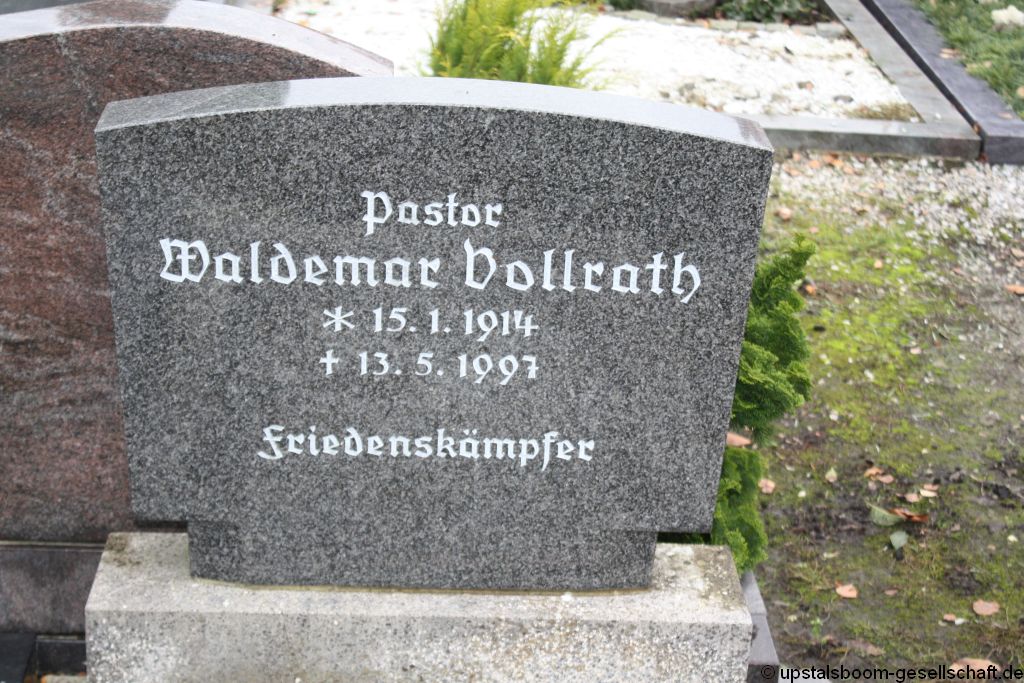 Pastor
Waldemar Vollrath
* 15. 1. 1914
† 13. 5. 1997
Friedenskämpfer
© upstalsboom-gesellschaft.de